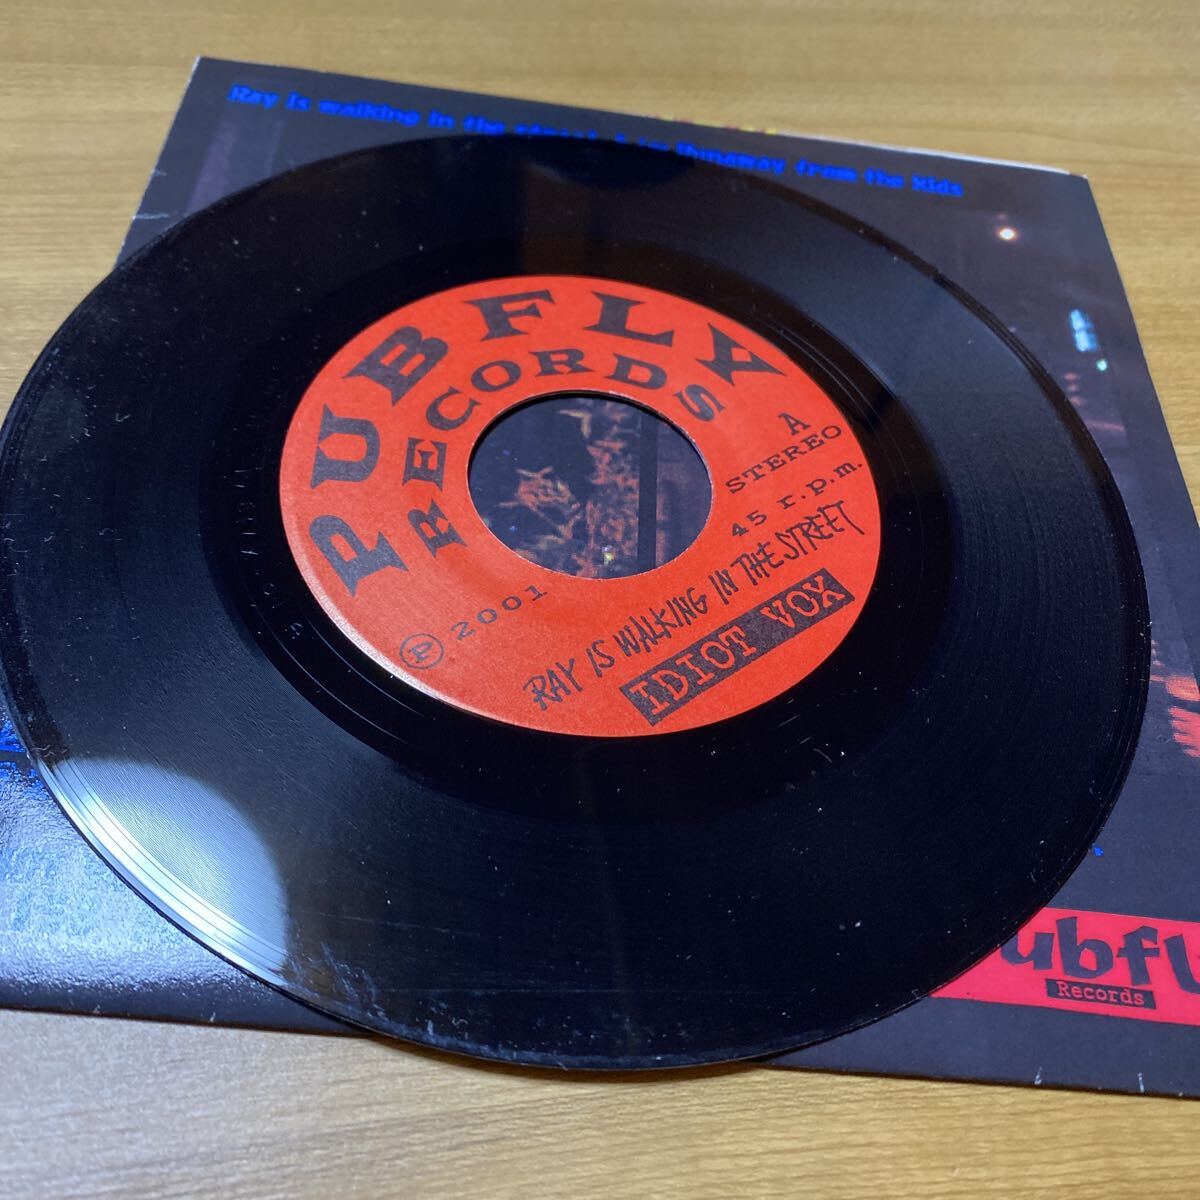 Ray is walking in the
Runaway from the kids
PUBFLY
RECORDS
A
STEREO
45 r.p.m.
Ⓟ 2001
RAY IS WALKING IN THE STREET
IDIOT VOX
ubfl
Records